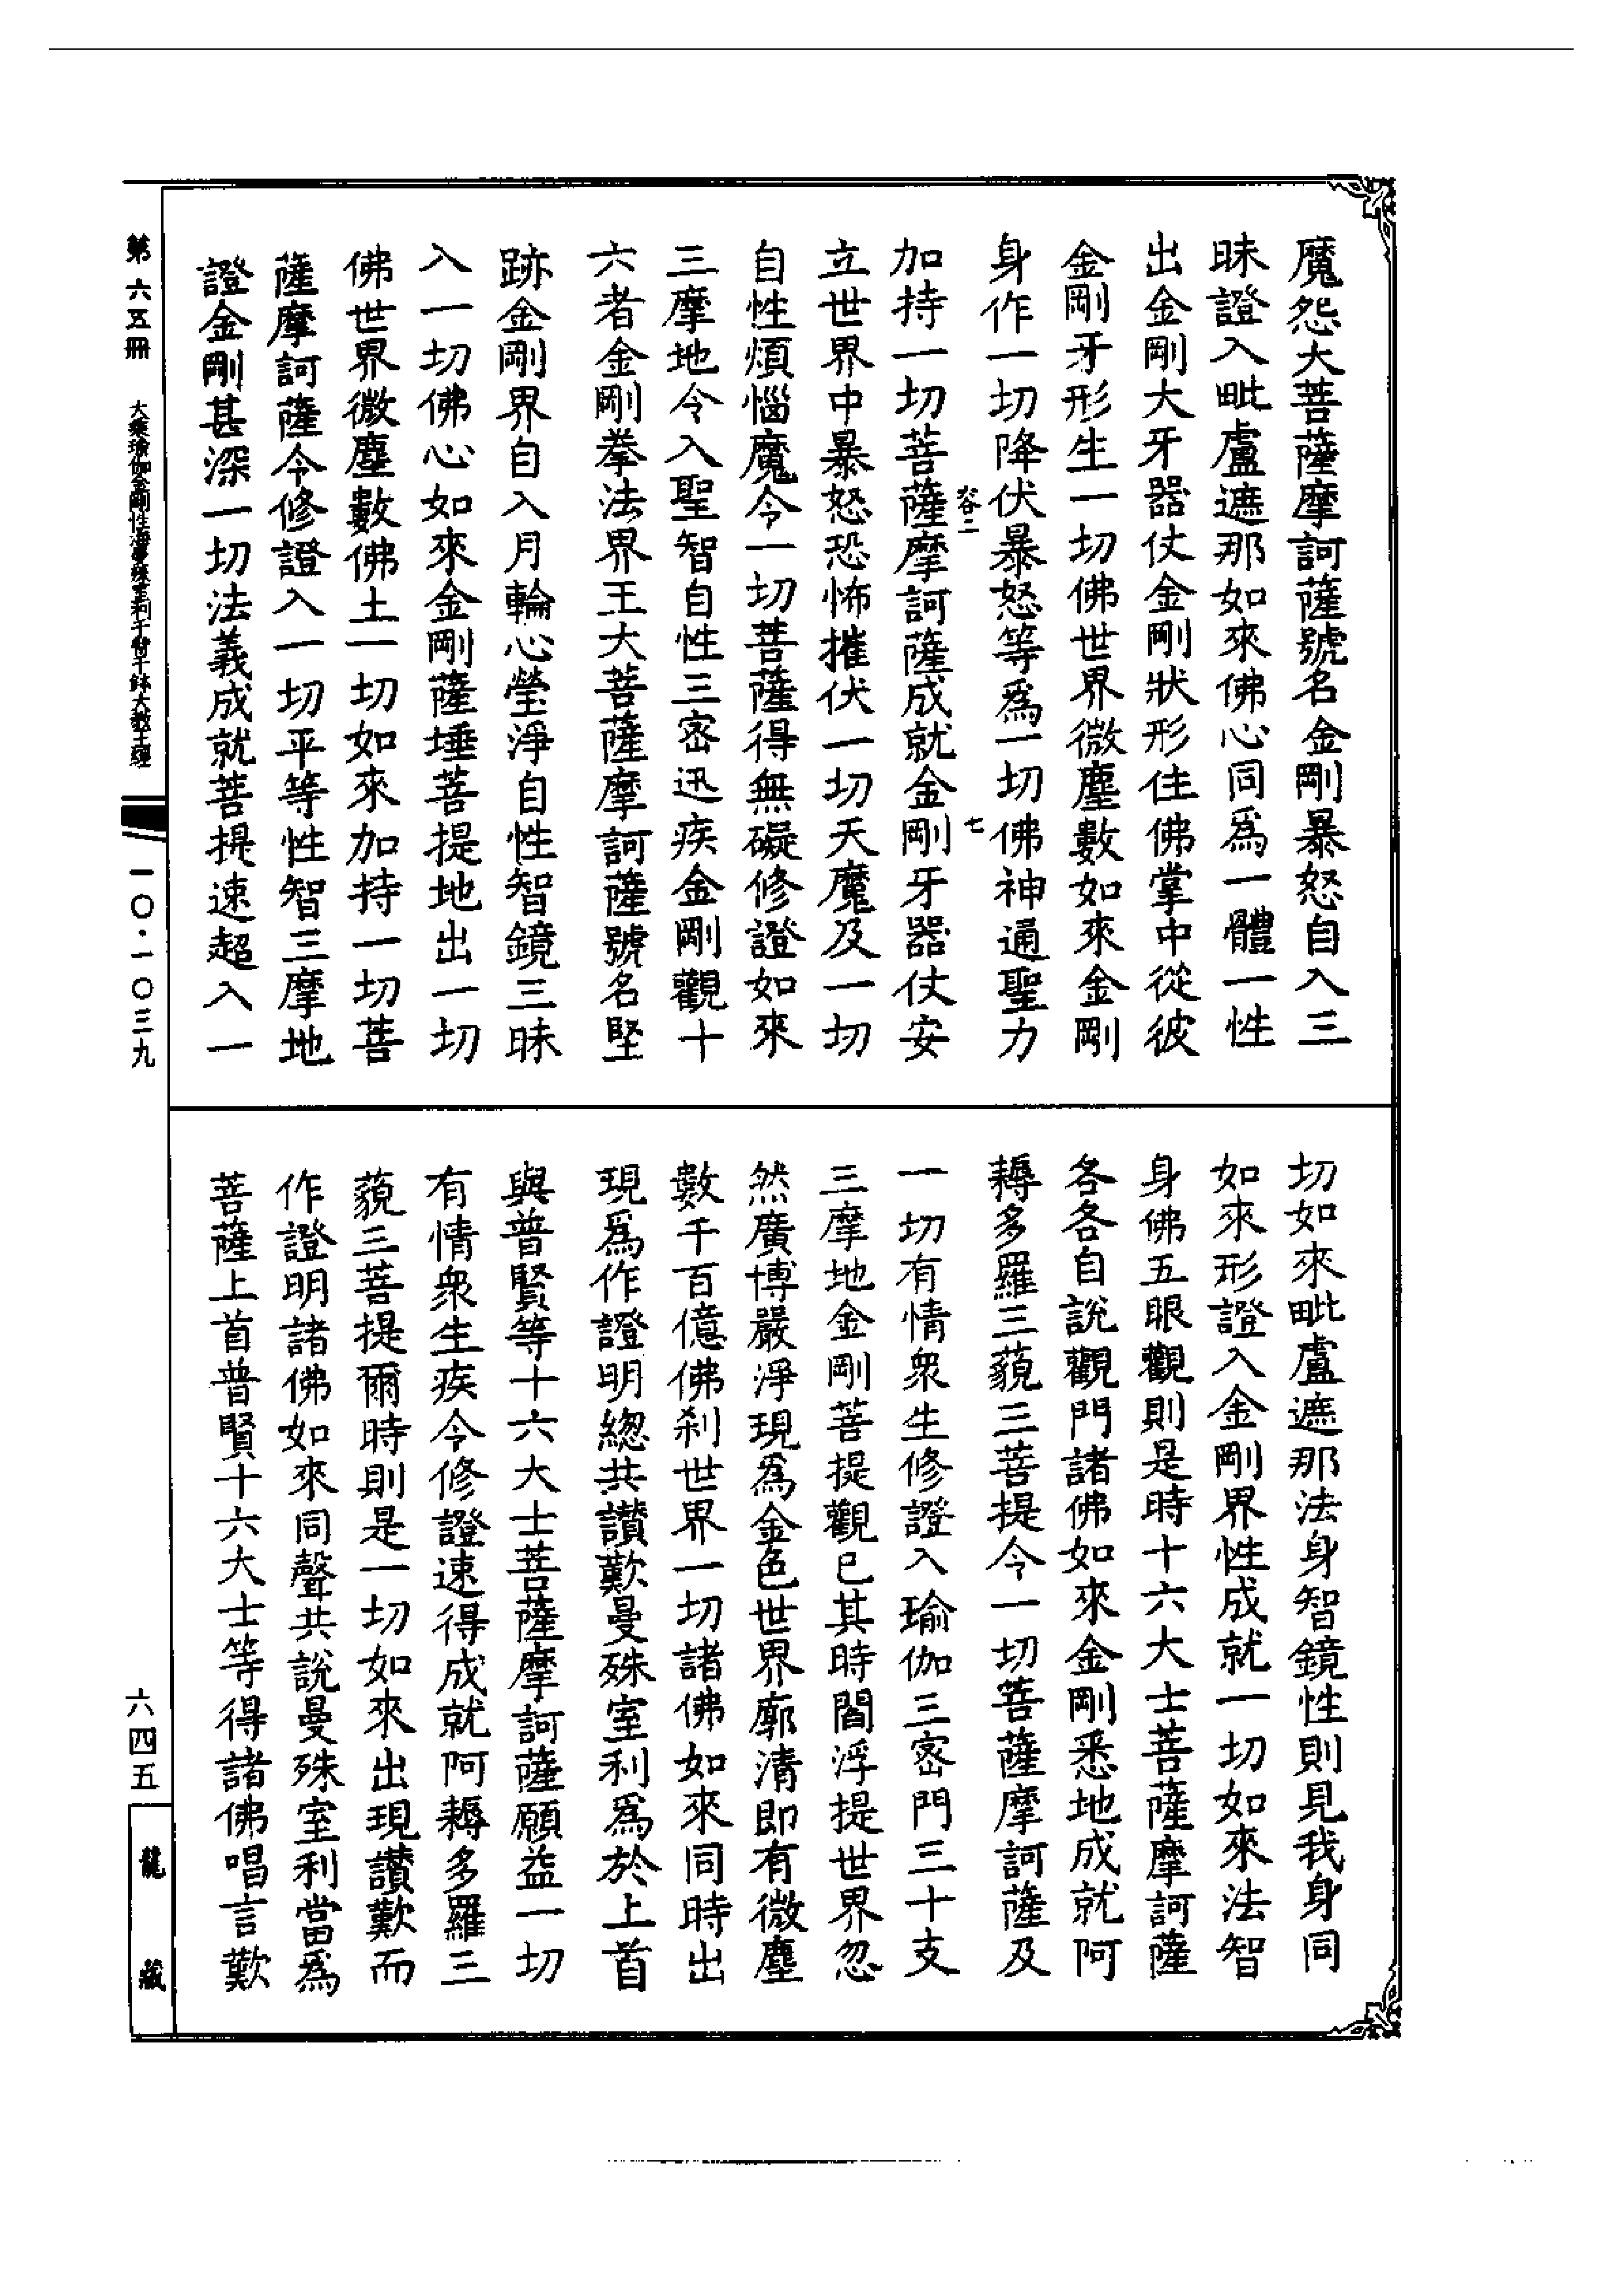 魔怨大菩薩摩訶薩號名金剛暴怒自入三
昧證入毗盧遮那如來佛心同爲一體一性
出金剛大牙器仗金剛狀形住佛掌中從彼
金剛牙形生一切佛世界微塵數如來金剛
身作一切降伏暴怒等爲一切佛神通聖力
容二 七
加持一切菩薩摩訶薩成就金剛牙器仗安
立世界中暴怒恐怖摧伏一切天魔及一切
自性煩惱魔令一切菩薩得無礙修證如來
三摩地令入聖智自性三密迅疾金剛觀十
六者金剛拳法界王大菩薩摩訶薩號名堅
跡金剛界自入月輪心瑩淨自性智鏡三昧
入一切佛心如來金剛薩埵菩提地出一切
佛世界微塵數佛土一切如來加持一切菩
薩摩訶薩令修證入一切平等性智三摩地
證金剛甚深一切法義成就菩提速超入一
切如來毗盧遮那法身智鏡性則見我身同
如來形證入金剛界性成就一切如來法智
身佛五眼觀則是時十六大士菩薩摩訶薩
各各自說觀門諸佛如來金剛悉地成就阿
耨多羅三藐三菩提令一切菩薩摩訶薩及
一切有情衆生修證入瑜伽三密門三十支
三摩地金剛菩提觀已其時閻浮提世界忽
然廣博嚴淨現爲金色世界廓清即有微塵
數千百億佛刹世界一切諸佛如來同時出
現爲作證明總共讃歎曼殊室利爲於上首
與普賢等十六大士菩薩摩訶薩願益一切
有情衆生疾令修證速得成就阿耨多羅三
藐三菩提爾時則是一切如來出現讃歎而
作證明諸佛如來同聲共說曼殊室利當爲
菩薩上首普賢十六大士等得諸佛唱言歎
第六五冊 大乘瑜伽金剛性海曼殊室利千臂千鉢大教王經
一〇·一〇三九
六四五
龍藏